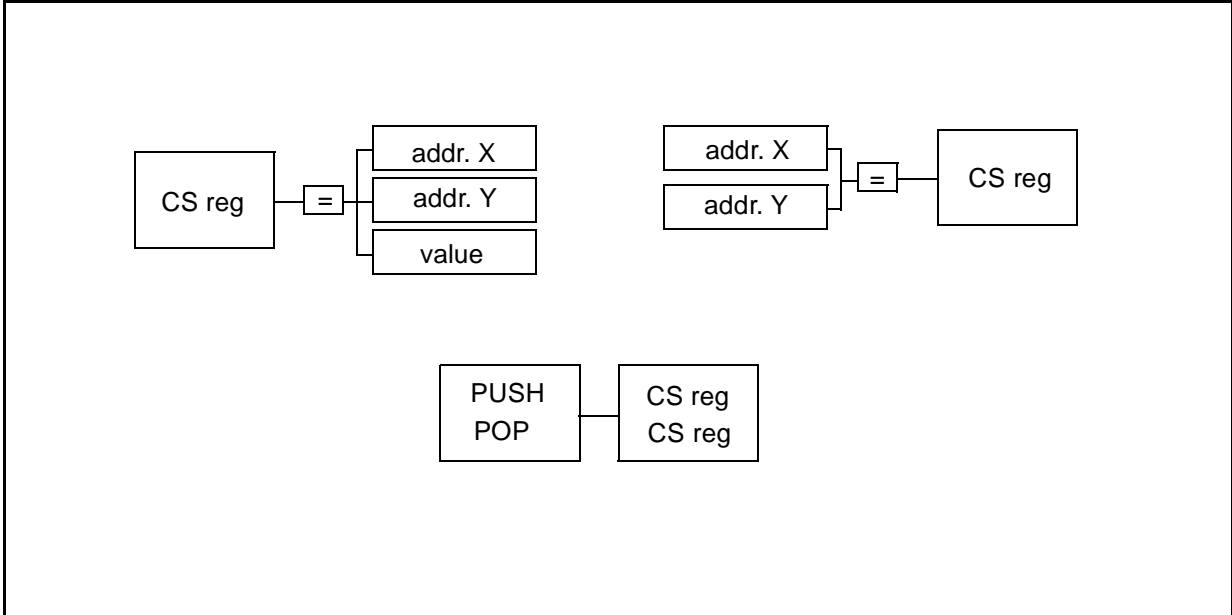 CS reg
=
addr. X
addr. Y
value
addr. X
addr. Y
=
CS reg
PUSH
POP
CS reg
CS reg